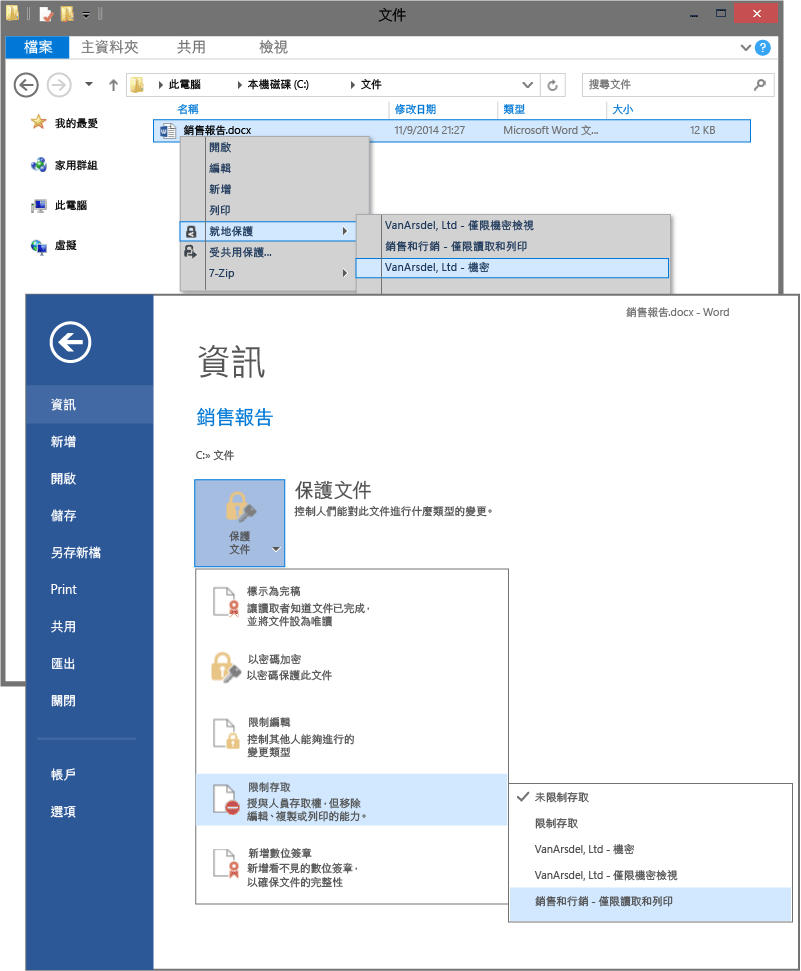 文件
檔案 主資料夾 共用 檢視
此電腦 本機磁碟 (C:) 文件 搜尋文件
名稱 修改日期 類型 大小
我的最愛
銷售報告.docx 11/9/2014 21:27 Microsoft Word 文... 12 KB
開啟
家用群組
編輯
新增
此電腦
列印
就地保護
VanArsdel, Ltd - 僅限機密檢視
虛擬
受共用保護...
銷售和行銷 - 僅限讀取和列印
7-Zip
VanArsdel, Ltd - 機密
銷售報告.docx - Word
資訊
資訊
銷售報告
新增
C:» 文件
開啟
保護文件
控制人們能對此文件進行什麼類型的變更。
儲存
保護
文件
另存新檔
Print
標示為完稿
讓讀取者知道文件已完成，
並將文件設為唯讀
共用
匯出
以密碼加密
以密碼保護此文件
關閉
限制編輯
控制其他人能夠進行的
變更類型
帳戶
選項
限制存取
授與人員存取權，但移除
編輯、複製或列印的能力。
新增數位簽章
新增看不見的數位簽章，
以確保文件的完整性
未限制存取
限制存取
VanArsdel, Ltd - 機密
VanArsdel, Ltd - 僅限機密檢視
銷售和行銷 - 僅限讀取和列印